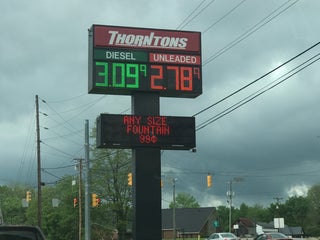 THORNTONS
DIESEL UNLEADED
3.09⁹ 2.78⁹
ANY SIZE
FOUNTAIN
99¢